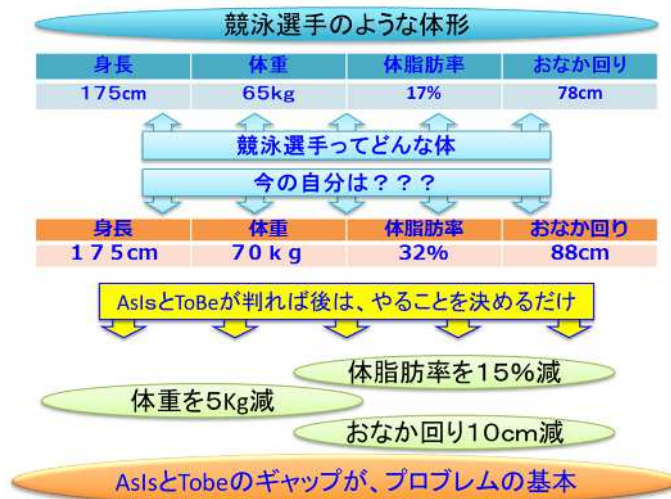 競泳選手のような体形
身長 体重 体脂肪率 おなか回り
175cm 65kg 17% 78cm
競泳選手ってどんな体
今の自分は???
身長 体重 体脂肪率 おなか回り
175cm 70kg 32% 88cm
AsIsとToBeが判れば後は、やることを決めるだけ
体脂肪率を15%減
体重を5Kg減
おなか回り10cm減
AsIsとTobeのギャップが、プロブレムの基本